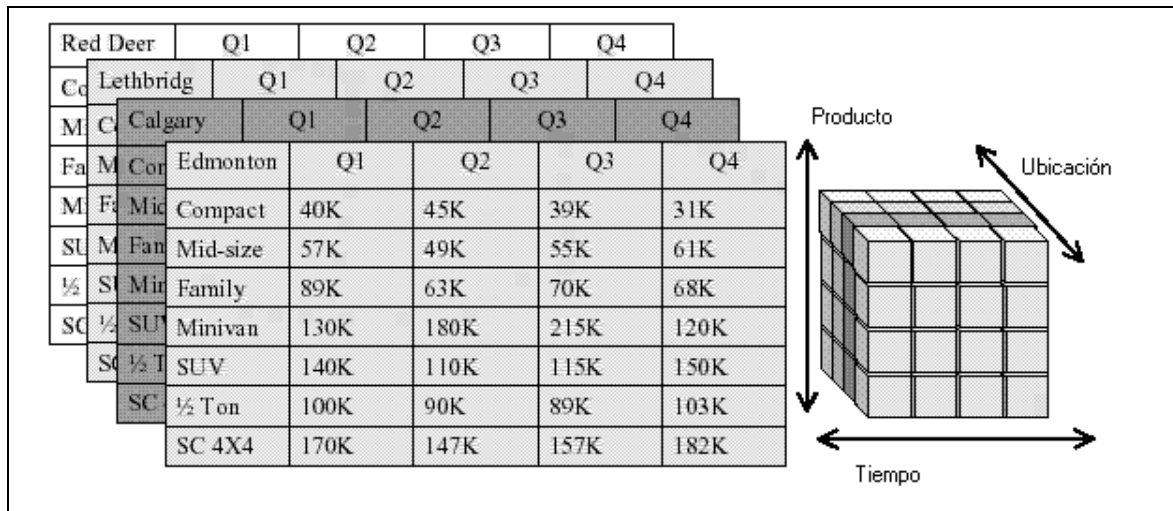 Red Deer Q1 Q2 Q3 Q4
Lethbridg Q1 Q2 Q3 Q4
Calgary Q1 Q2 Q3 Q4
Edmonton Q1 Q2 Q3 Q4
Compact 40K 45K 39K 31K
Mid-size 57K 49K 55K 61K
Family 89K 63K 70K 68K
Minivan 130K 180K 215K 120K
SUV 140K 110K 115K 150K
½ Ton 100K 90K 89K 103K
SC 4X4 170K 147K 157K 182K
Producto
Ubicación
Tiempo